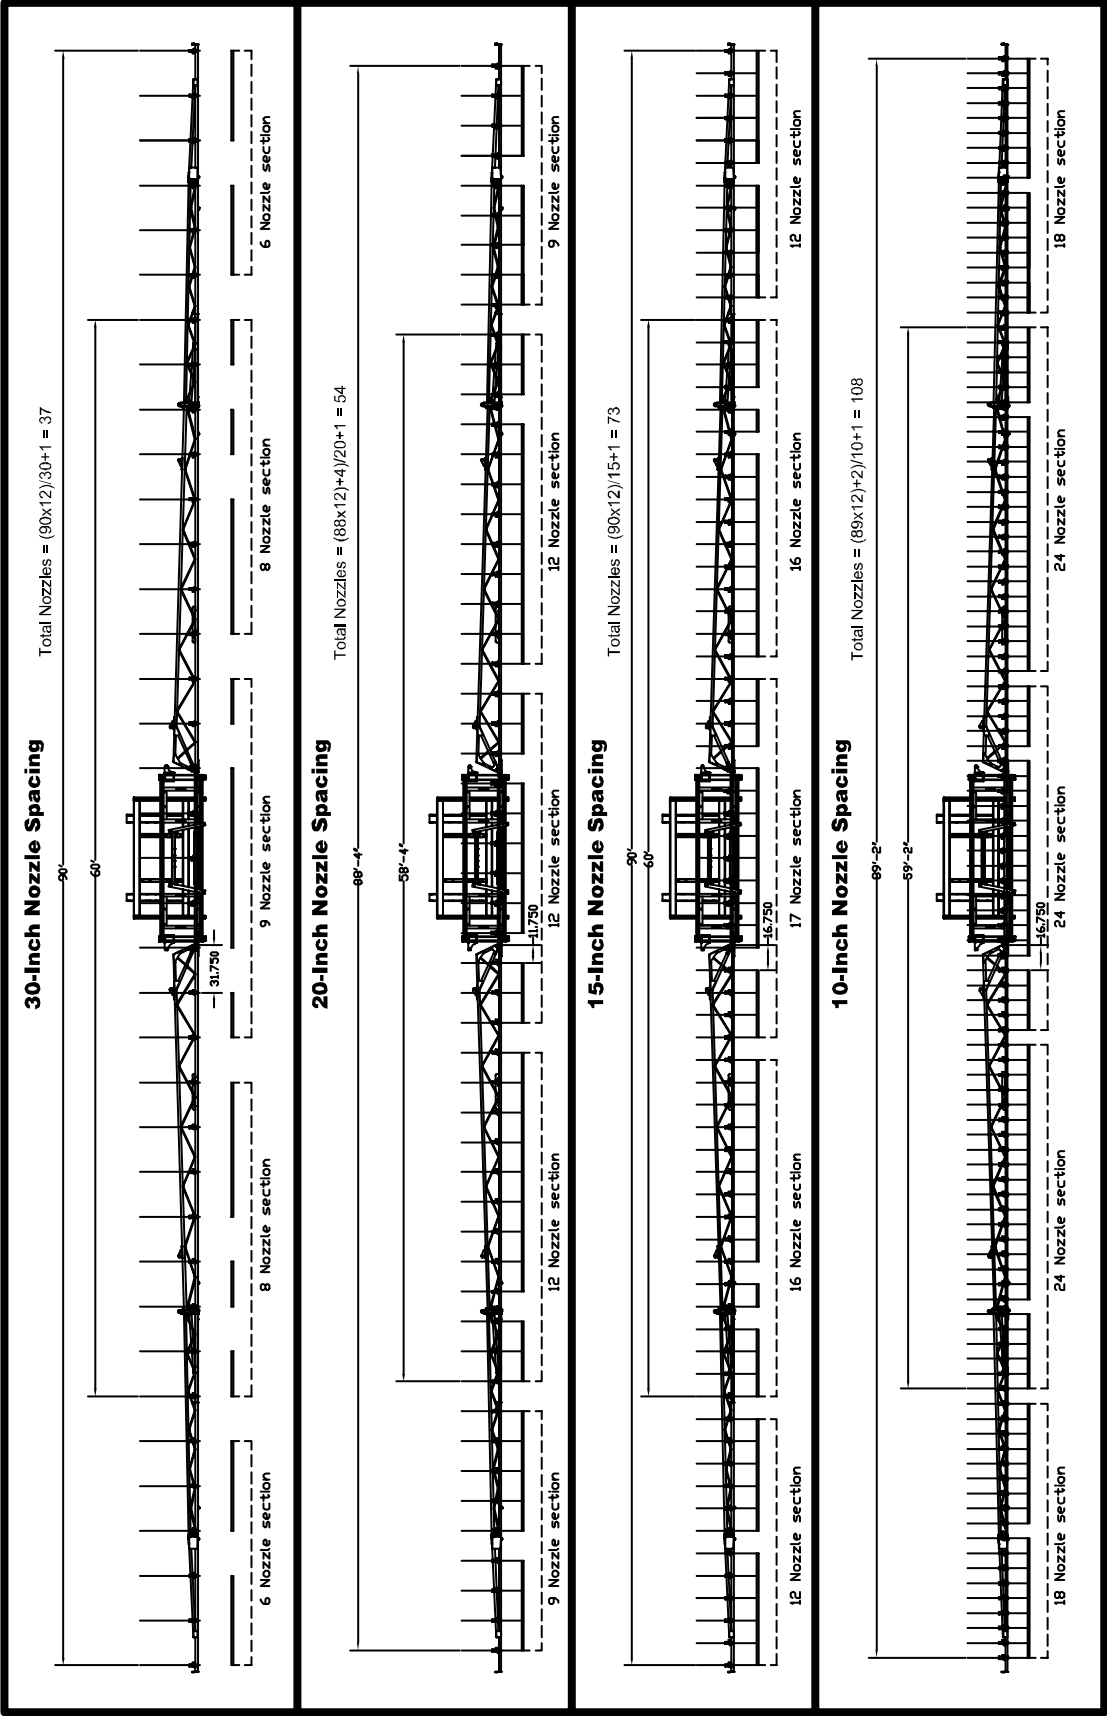 30-Inch Nozzle Spacing
Total Nozzles = (90x12)/30+1 = 37
90'
60'
31.750
6 Nozzle section
8 Nozzle section
9 Nozzle section
8 Nozzle section
6 Nozzle section
20-Inch Nozzle Spacing
Total Nozzles = (88x12)+4)/20+1 = 54
88'-4"
58'-4"
11.750
9 Nozzle section
12 Nozzle section
12 Nozzle section
12 Nozzle section
9 Nozzle section
15-Inch Nozzle Spacing
Total Nozzles = (90x12)/15+1 = 73
90'
60'
16.750
12 Nozzle section
16 Nozzle section
17 Nozzle section
16 Nozzle section
12 Nozzle section
10-Inch Nozzle Spacing
Total Nozzles = (89x12)+2)/10+1 = 108
89'-2"
59'-2"
16.750
18 Nozzle section
24 Nozzle section
24 Nozzle section
24 Nozzle section
18 Nozzle section